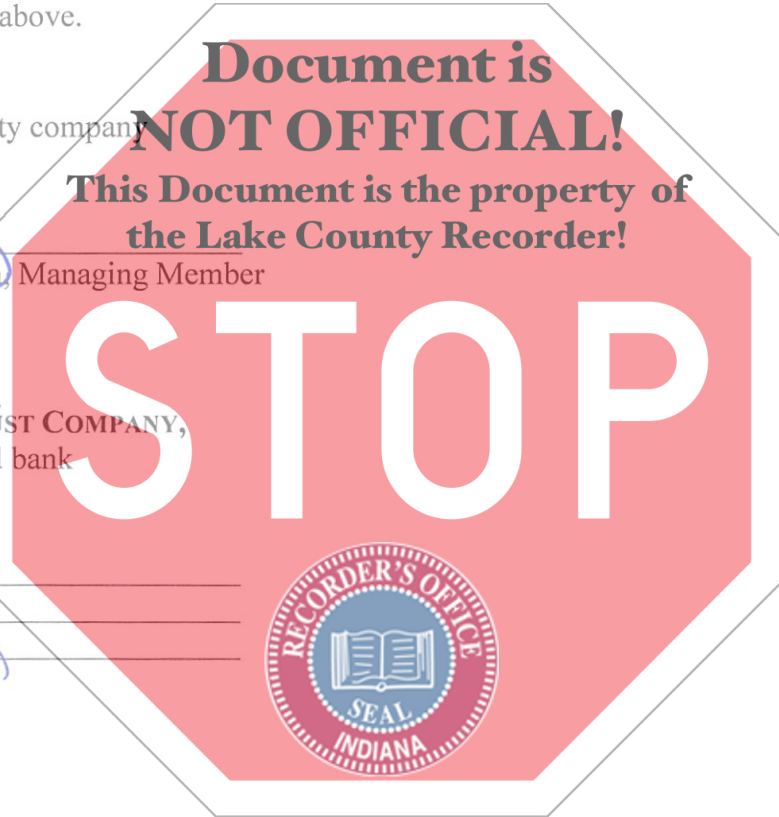 above.
Document is
NOT OFFICIAL!
ty company
This Document is the property of
the Lake County Recorder!
, Managing Member
STOP
UST COMPANY,
bank
RECORDER'S OFFICE
SEAL
INDIANA